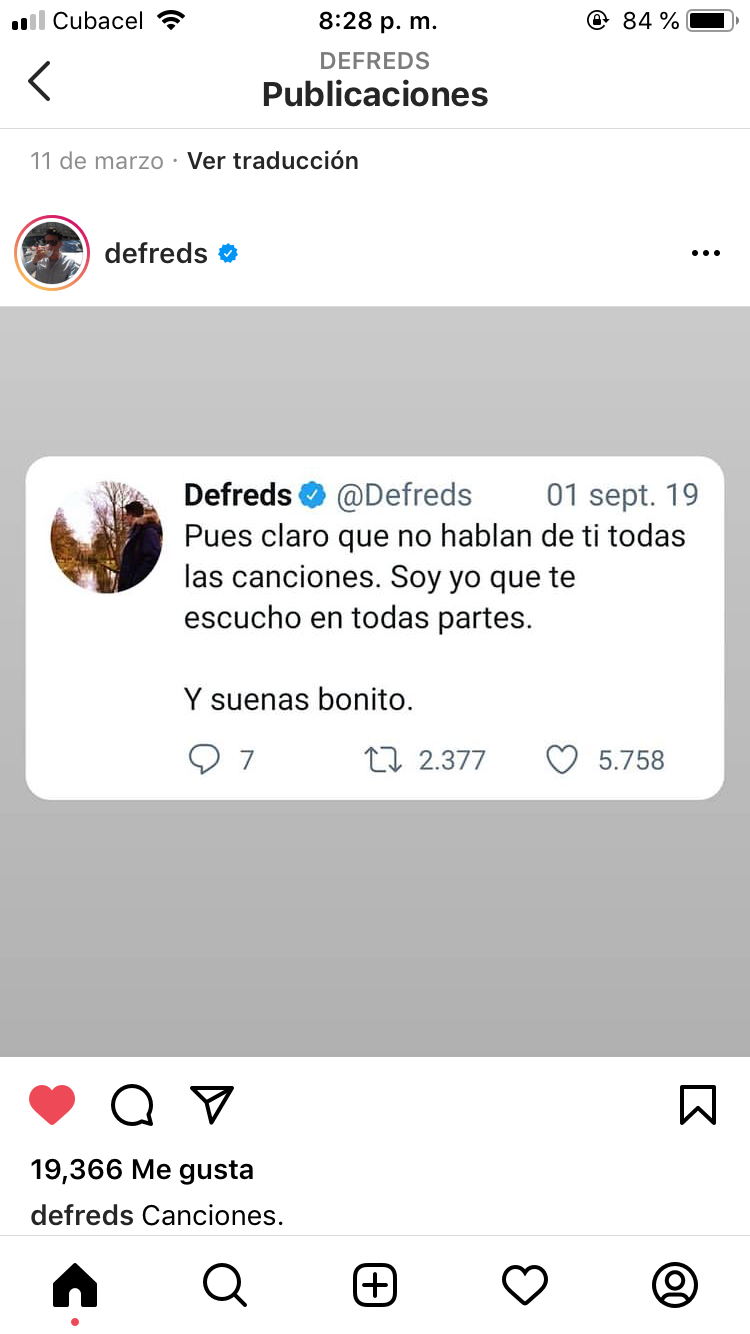 Cubacel 8:28 p. m. 84 %
DEFREDS
Publicaciones
11 de marzo · Ver traducción
defreds
Defreds @Defreds 01 sept. 19
Pues claro que no hablan de ti todas
las canciones. Soy yo que te
escucho en todas partes.
Y suenas bonito.
7 2.377 5.758
19,366 Me gusta
defreds Canciones.